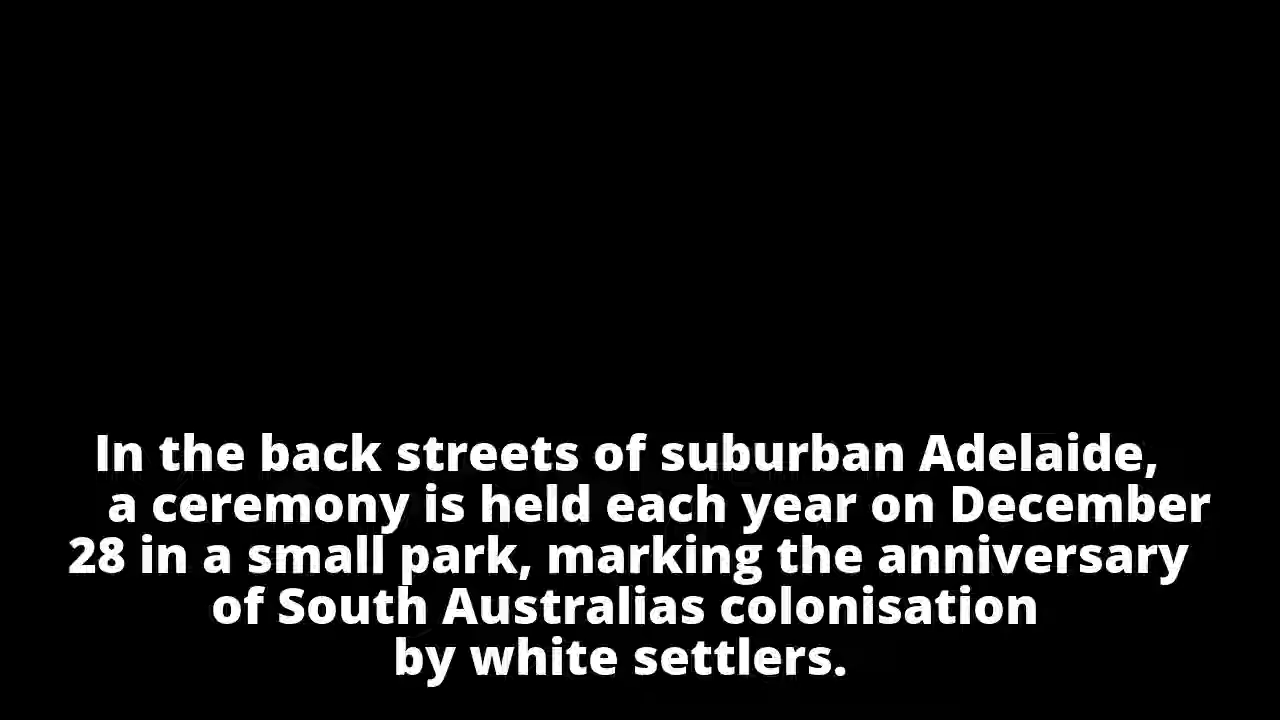 In the back streets of suburban Adelaide,
a ceremony is held each year on December
28 in a small park, marking the anniversary
of South Australias colonisation
by white settlers.